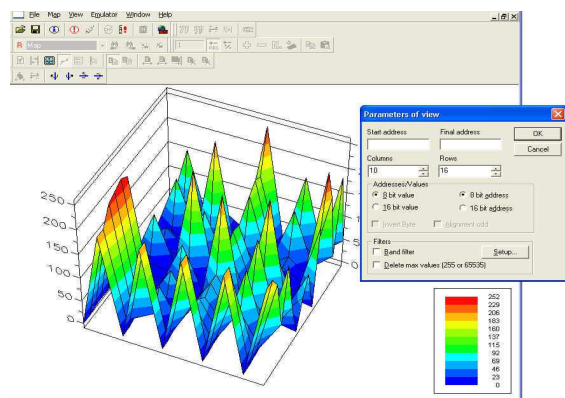 File Map View Emulator Window Help
Map
Parameters of view
Start address Final address OK
Cancel
Columns Rows
10 16
Addresses/Values
8 bit value 8 bit address
16 bit value 16 bit address
Invert Byte Alignment odd
Filters
Band filter Setup...
Delete max values (255 or 65535)
250
200
150
100
50
0
252
229
206
183
160
137
115
92
69
46
23
0